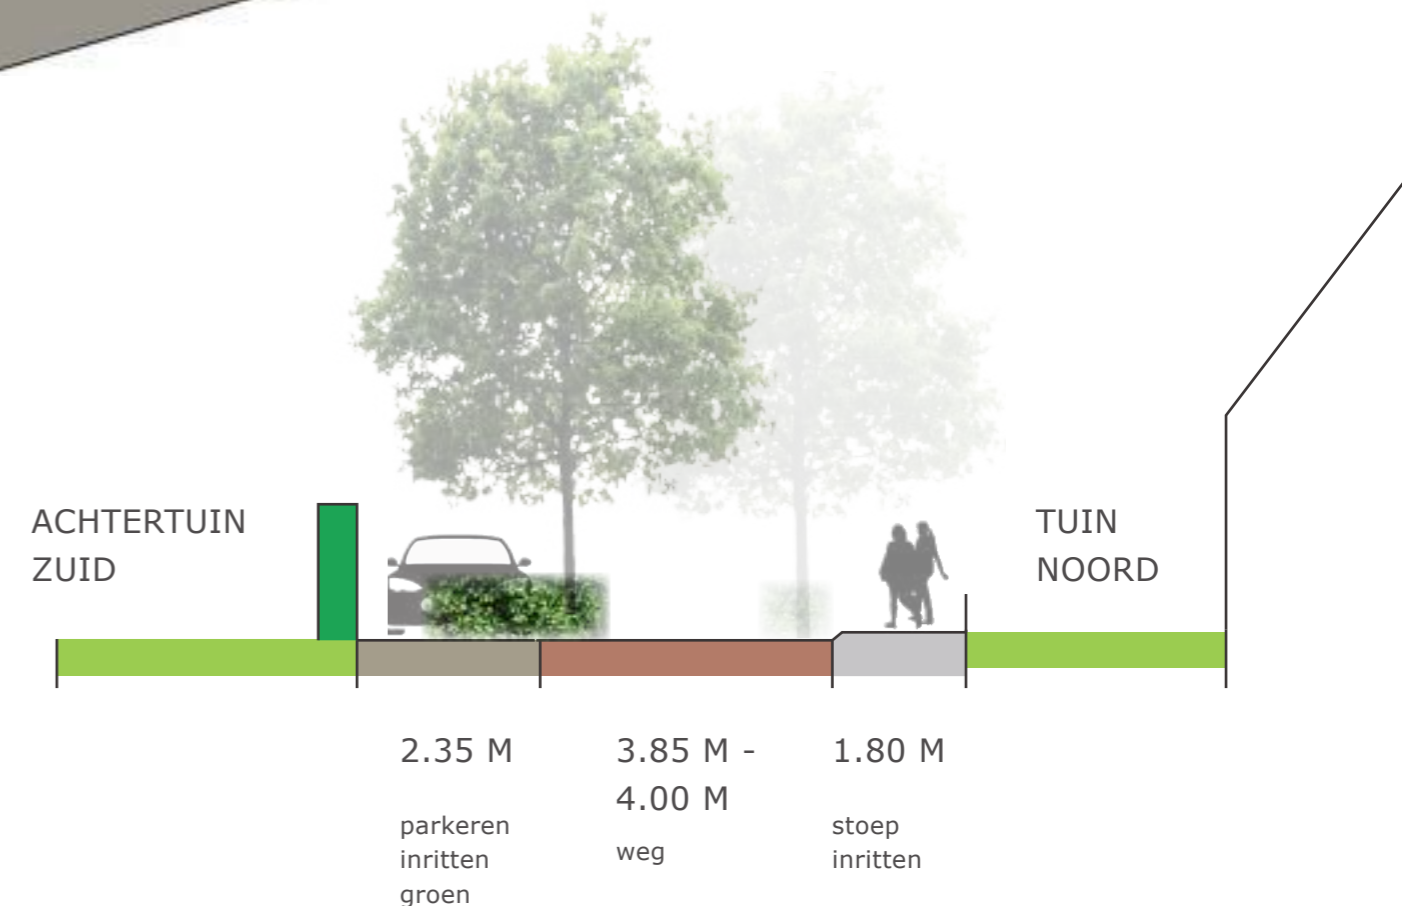 ACHTERTUIN
ZUID
TUIN
NOORD
2.35 M
parkeren
inritten
groen
3.85 M -
4.00 M
weg
1.80 M
stoep
inritten